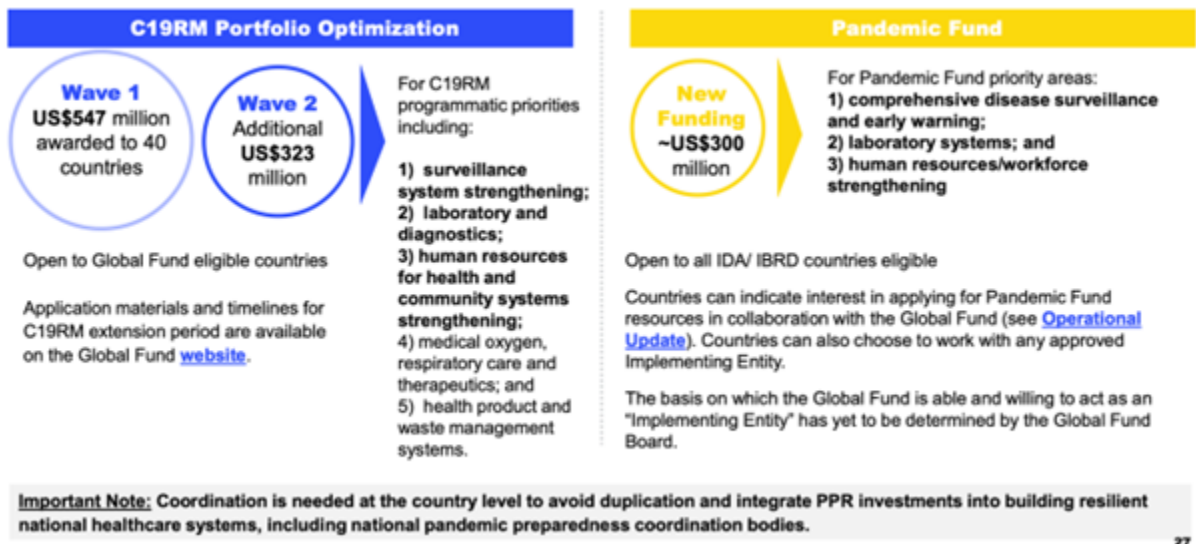 C19RM Portfolio Optimization
Wave 1
US$547 million
awarded to 40
countries
Wave 2
Additional
US$323
million
For C19RM
programmatic priorities
including:
1) surveillance
system strengthening;
2) laboratory and
diagnostics;
3) human resources
for health and
community systems
strengthening;
4) medical oxygen,
respiratory care and
therapeutics; and
5) health product and
waste management
systems.
Open to Global Fund eligible countries
Application materials and timelines for
C19RM extension period are available
on the Global Fund website.
Pandemic Fund
New
Funding
~US$300
million
For Pandemic Fund priority areas:
1) comprehensive disease surveillance
and early warning;
2) laboratory systems; and
3) human resources/workforce
strengthening
Open to all IDA/ IBRD countries eligible
Countries can indicate interest in applying for Pandemic Fund
resources in collaboration with the Global Fund (see Operational
Update). Countries can also choose to work with any approved
Implementing Entity.
The basis on which the Global Fund is able and willing to act as an
“Implementing Entity” has yet to be determined by the Global Fund
Board.
Important Note: Coordination is needed at the country level to avoid duplication and integrate PPR investments into building resilient
national healthcare systems, including national pandemic preparedness coordination bodies.
27